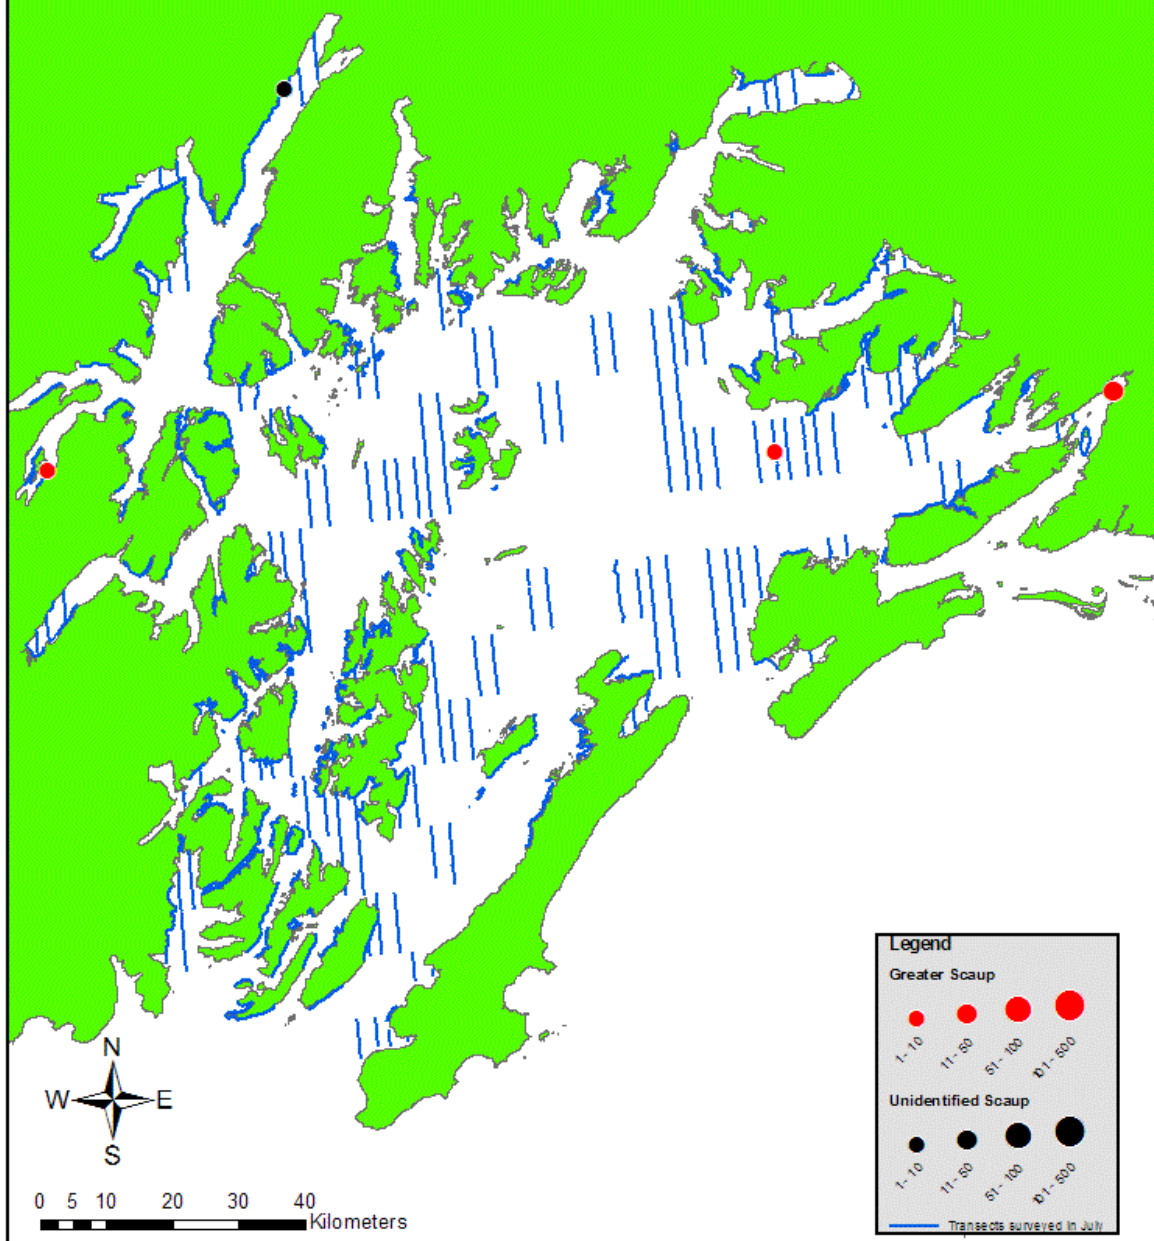 Legend
Greater Scaup
1 - 10
11 - 50
51 - 100
101 - 500
Unidentified Scaup
1 - 10
11 - 50
51 - 100
101 - 500
Transects surveyed in July
N
W E
S
0 5 10 20 30 40
Kilometers